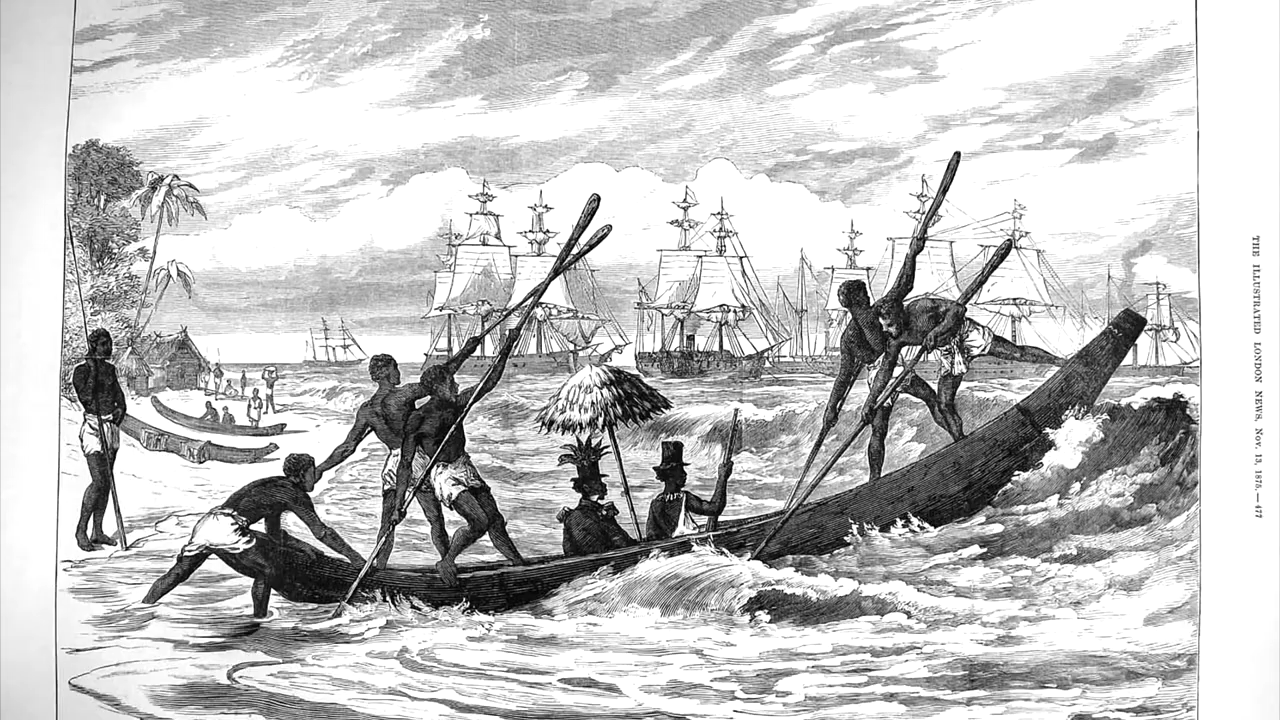 THE ILLUSTRATED LONDON NEWS, Nov. 13, 1875.—477